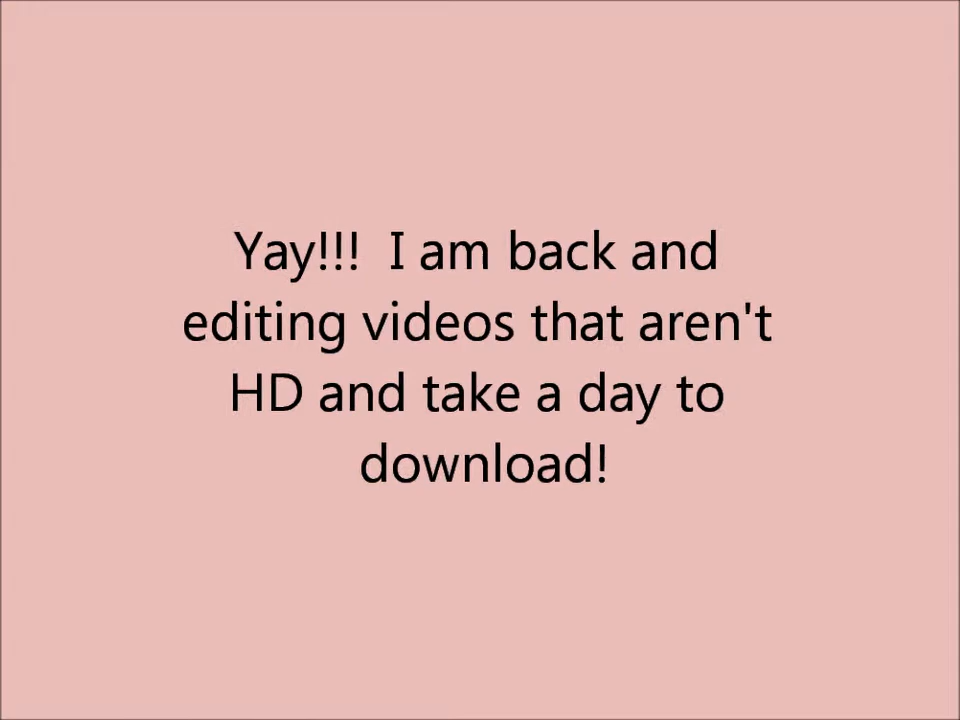 Yay!!!  I am back and
editing videos that aren't
HD and take a day to
download!